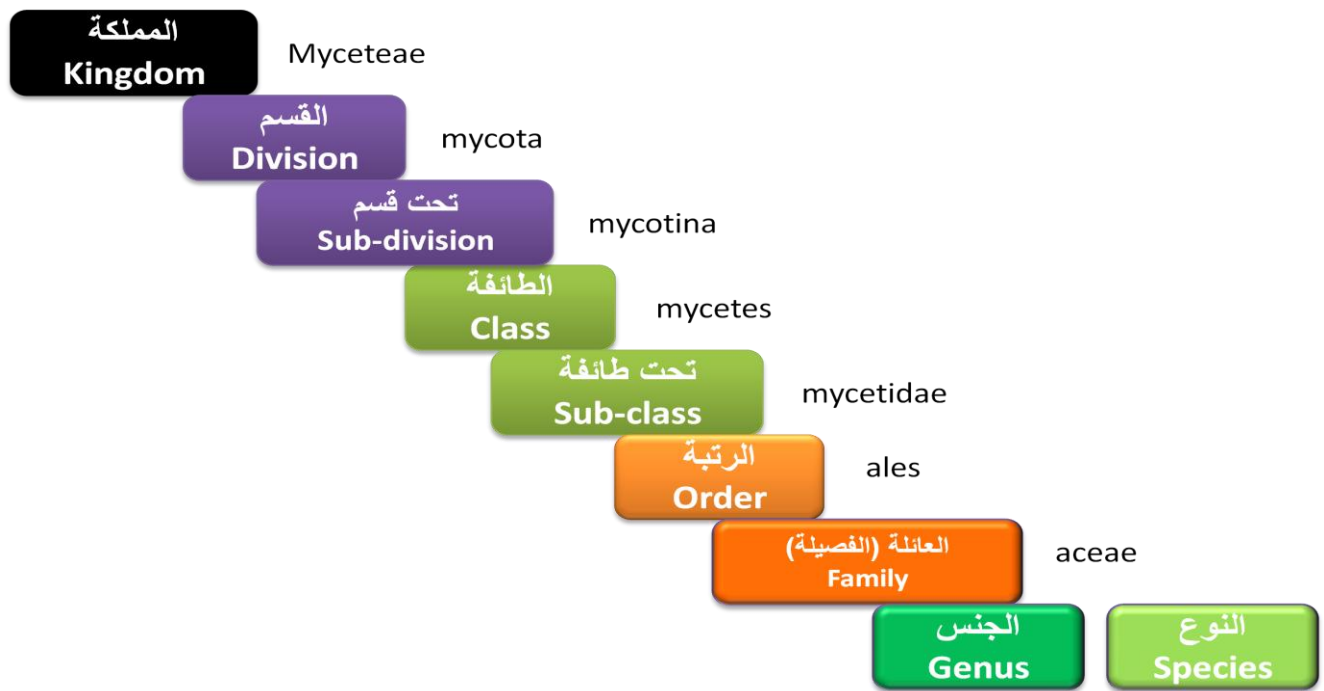 المملكة
Kingdom
Myceteae
القسم
Division
mycota
تحت قسم
Sub-division
mycotina
الطائفة
Class
mycetes
تحت طائفة
Sub-class
mycetidae
الرتبة
Order
ales
العائلة (الفصيلة)
Family
aceae
الجنس
Genus
النوع
Species